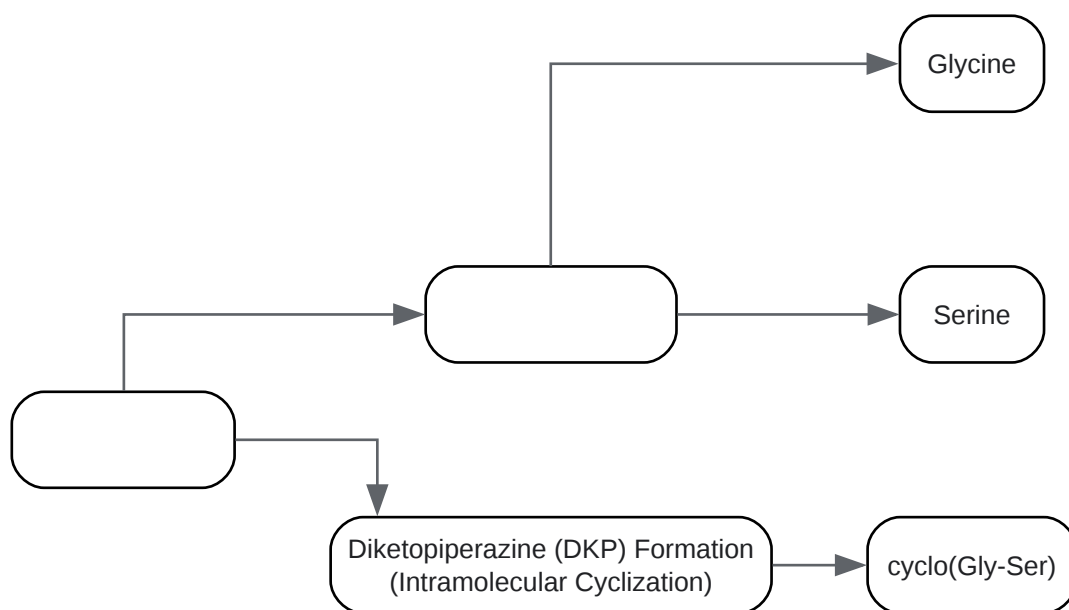 Glycine
Serine
Diketopiperazine (DKP) Formation
(Intramolecular Cyclization)
cyclo(Gly-Ser)